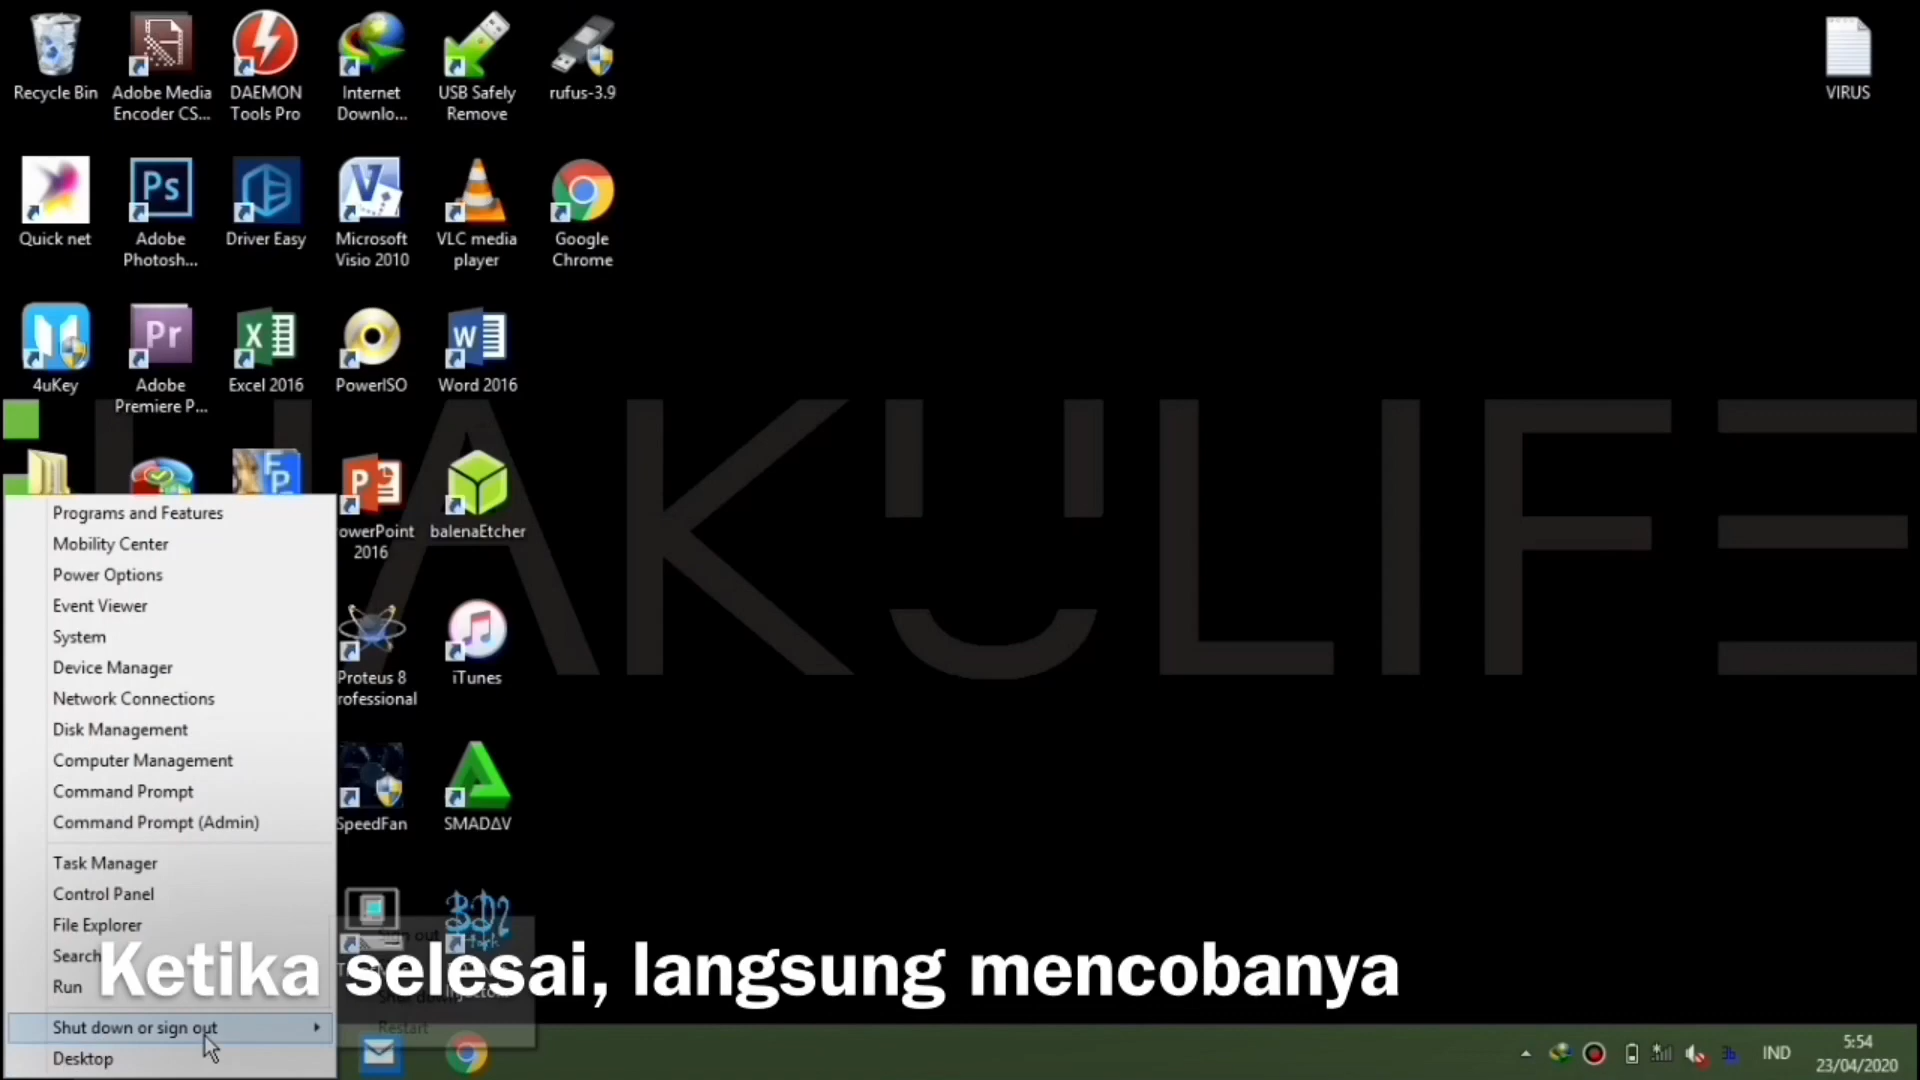 Recycle Bin
Adobe Media
Encoder CS...
DAEMON
Tools Pro
Internet
Downlo...
USB Safely
Remove
rufus-3.9
VIRUS
Quick net
Ps
Adobe
Photosh...
Driver Easy
Microsoft
Visio 2010
VLC media
player
Google
Chrome
4uKey
Pr
Adobe
Premiere P...
Excel 2016
PowerISO
Word 2016
AKULIFE
owerPoint
2016
balenaEtcher
Proteus 8
rofessional
iTunes
SpeedFan
SMADAV
Programs and Features
Mobility Center
Power Options
Event Viewer
System
Device Manager
Network Connections
Disk Management
Computer Management
Command Prompt
Command Prompt (Admin)
Task Manager
Control Panel
File Explorer
Search
Run
Shut down or sign out
Desktop
Sign out
Restart
Ketika selesai, langsung mencobanya
IND
5:54
23/04/2020